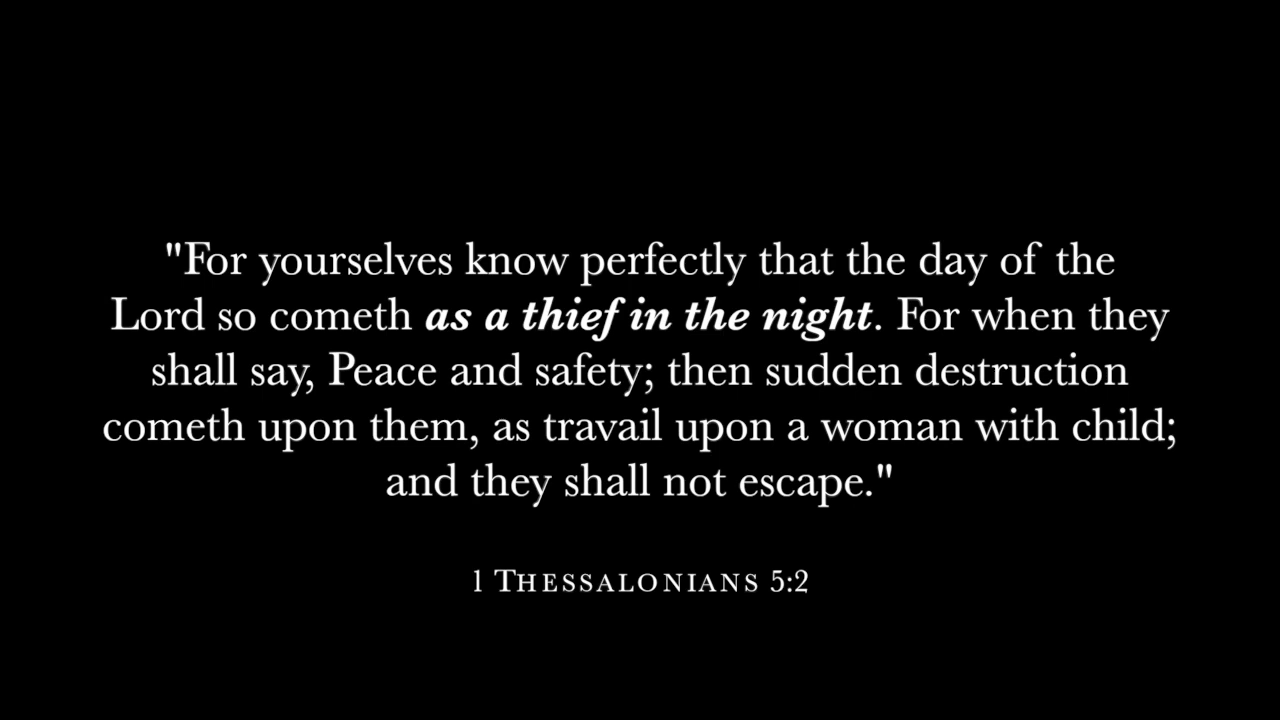 "For yourselves know perfectly that the day of the
Lord so cometh as a thief in the night. For when they
shall say, Peace and safety; then sudden destruction
cometh upon them, as travail upon a woman with child;
and they shall not escape."
1 THESSALONIANS 5:2